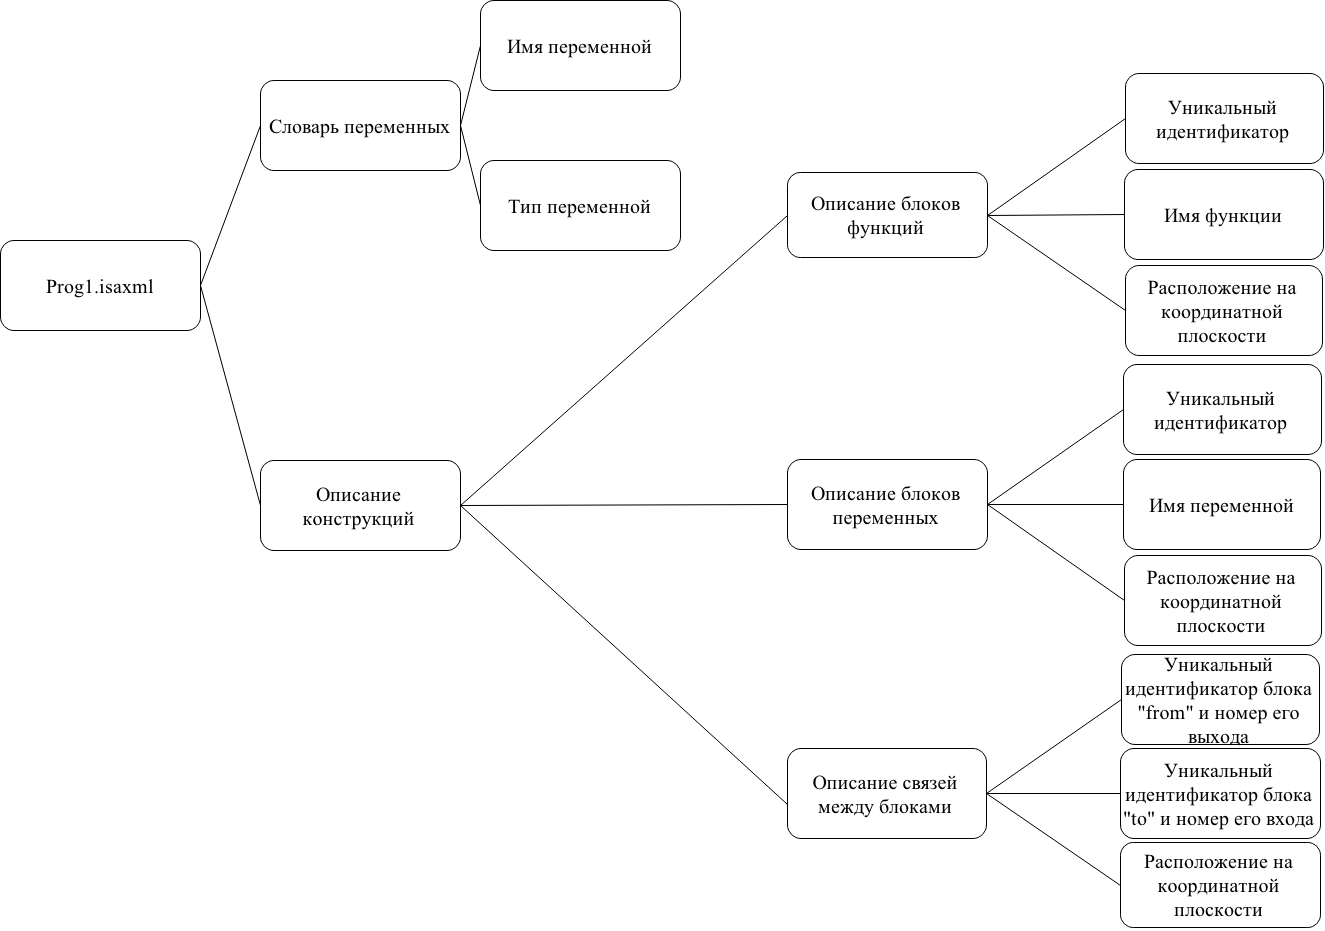 Имя переменной
Словарь переменных
Тип переменной
Prog1.isaxml
Описание
конструкций
Описание блоков
функций
Уникальный
идентификатор
Имя функции
Расположение на
координатной
плоскости
Описание блоков
переменных
Уникальный
идентификатор
Имя переменной
Расположение на
координатной
плоскости
Описание связей
между блоками
Уникальный
идентификатор блока
"from" и номер его
выхода
Уникальный
идентификатор блока
"to" и номер его входа
Расположение на
координатной
плоскости